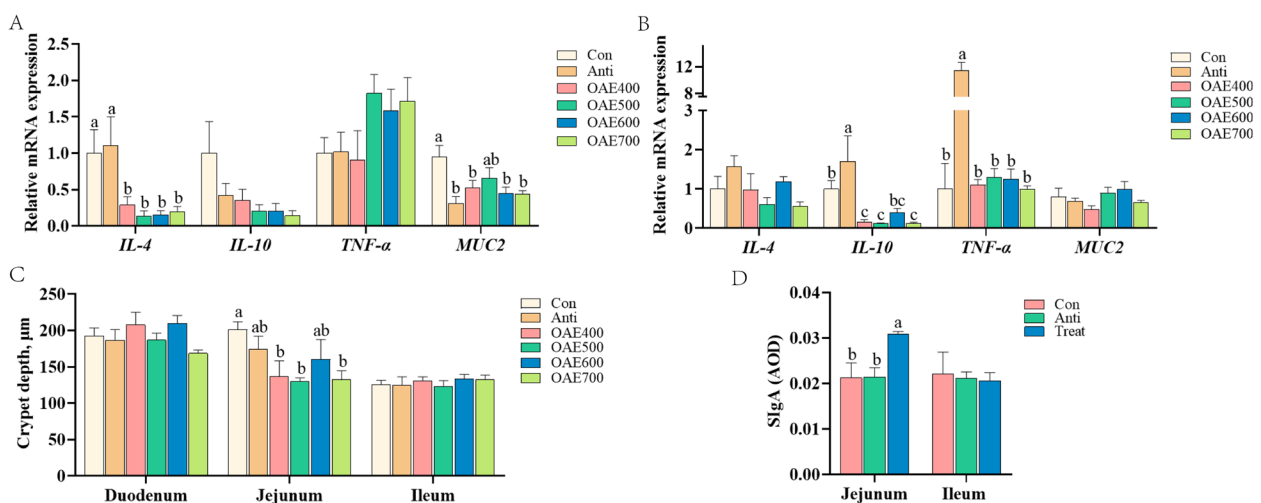 A
Relative mRNA expression
2.5
2.0
1.5
1.0
0.5
0.0
a a b b b b
a b b ab b b
IL-4 IL-10 TNF-α MUC2
Con
Anti
OAE400
OAE500
OAE600
OAE700
B
Relative mRNA expression
12
8
3
2
1
0
b a c c bc c
b a b b b b
IL-4 IL-10 TNF-α MUC2
Con
Anti
OAE400
OAE500
OAE600
OAE700
C
Crypet depth, μm
250
200
150
100
50
0
a ab b b ab b
Duodenum Jejunum Ileum
Con
Anti
OAE400
OAE500
OAE600
OAE700
D
SIgA (AOD)
0.04
0.03
0.02
0.01
0.00
b b a
Jejunum Ileum
Con
Anti
Treat